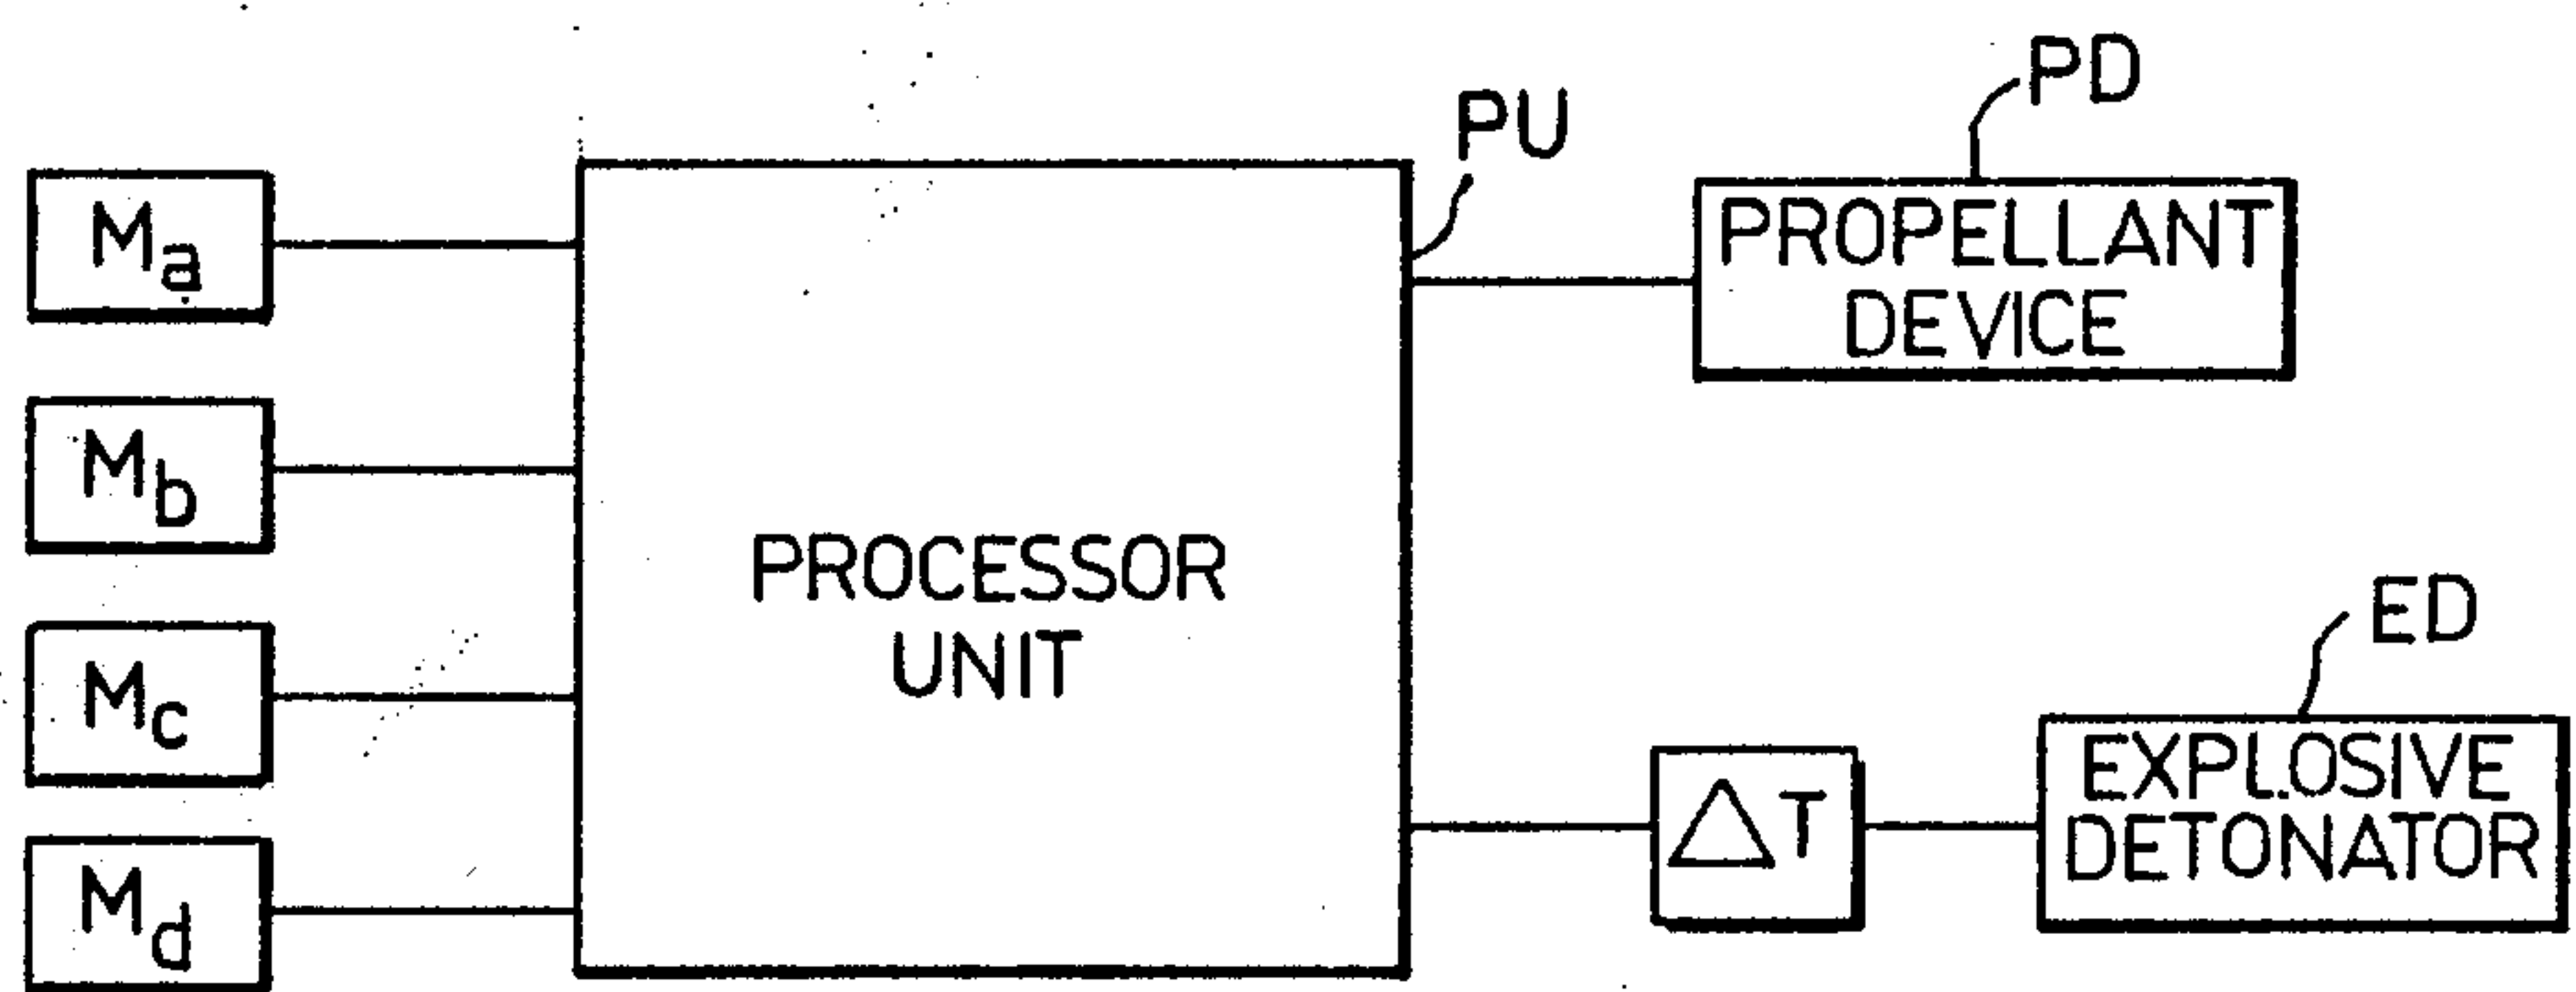 PD
PU
Ma
PROPELLANT
DEVICE
Mb
PROCESSOR
UNIT
ED
Mc
EXPLOSIVE
DETONATOR
ΔT
Md